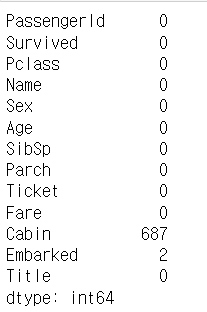 PassengerId 0
Survived 0
Pclass 0
Name 0
Sex 0
Age 0
SibSp 0
Parch 0
Ticket 0
Fare 0
Cabin 687
Embarked 2
Title 0
dtype: int64